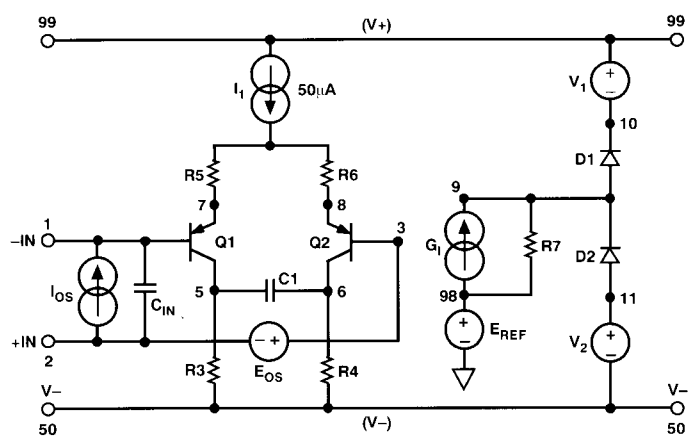 99
(V+)
99
I1
50µA
V1
10
R5
R6
D1
7
8
9
1
3
–IN
Q1
Q2
GI
R7
D2
IOS
CIN
5
C1
6
98
11
EREF
V2
+IN
2
– +
EOS
R3
R4
V–
50
(V–)
V–
50